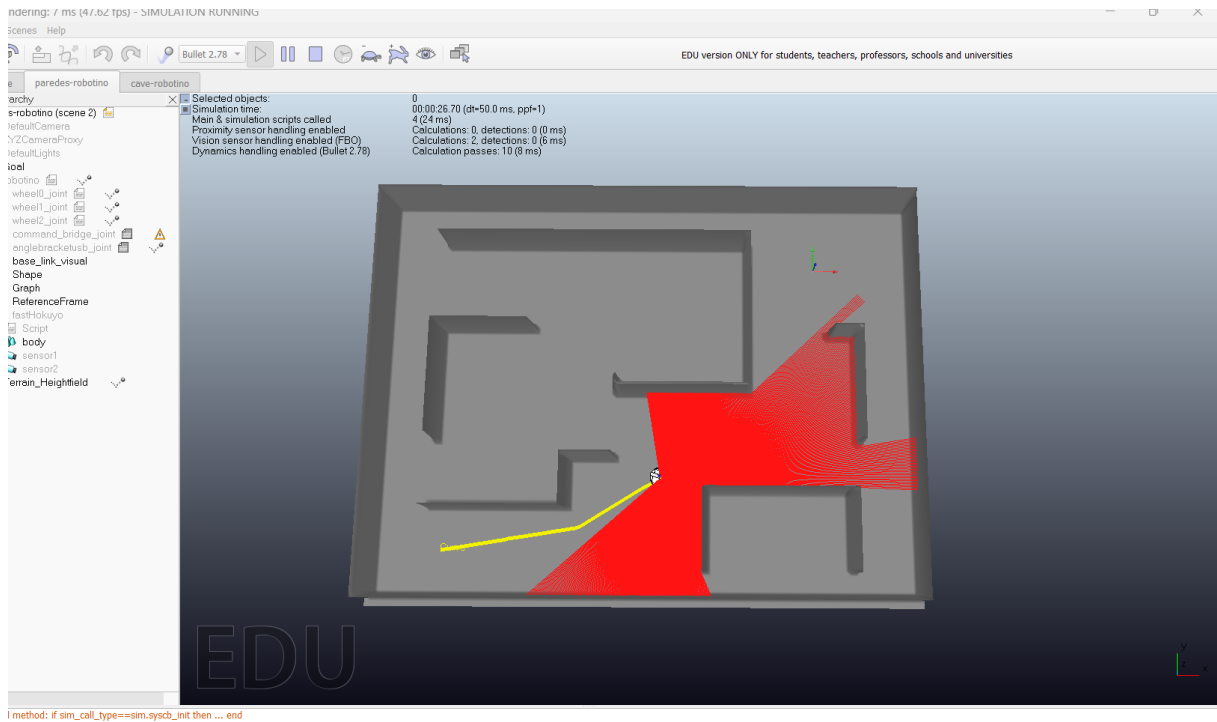 ndering: 7 ms (47.62 fps) - SIMULATION RUNNING
Scenes Help
Bullet 2.78
EDU version ONLY for students, teachers, professors, schools and universities
e paredes-robotino cave-robotino
rarchy
Selected objects: 0
Simulation time: 00:00:26.70 (dt=50.0 ms, ppf=1)
Main & simulation scripts called 4 (24 ms)
Proximity sensor handling enabled Calculations: 0, detections: 0 (0 ms)
Vision sensor handling enabled (FBO) Calculations: 2, detections: 0 (6 ms)
Dynamics handling enabled (Bullet 2.78) Calculation passes: 10 (8 ms)
s-robotino (scene 2)
DefaultCamera
XYZCameraProxy
DefaultLights
Goal
obotino
wheel0_joint
wheel1_joint
wheel2_joint
command_bridge_joint
anglebracketusb_joint
base_link_visual
Shape
Graph
ReferenceFrame
fastHokuyo
Script
body
sensor1
sensor2
Terrain_Heightfield
EDU
y
z
x
l method: if sim_call_type==sim.syscb_init then ... end